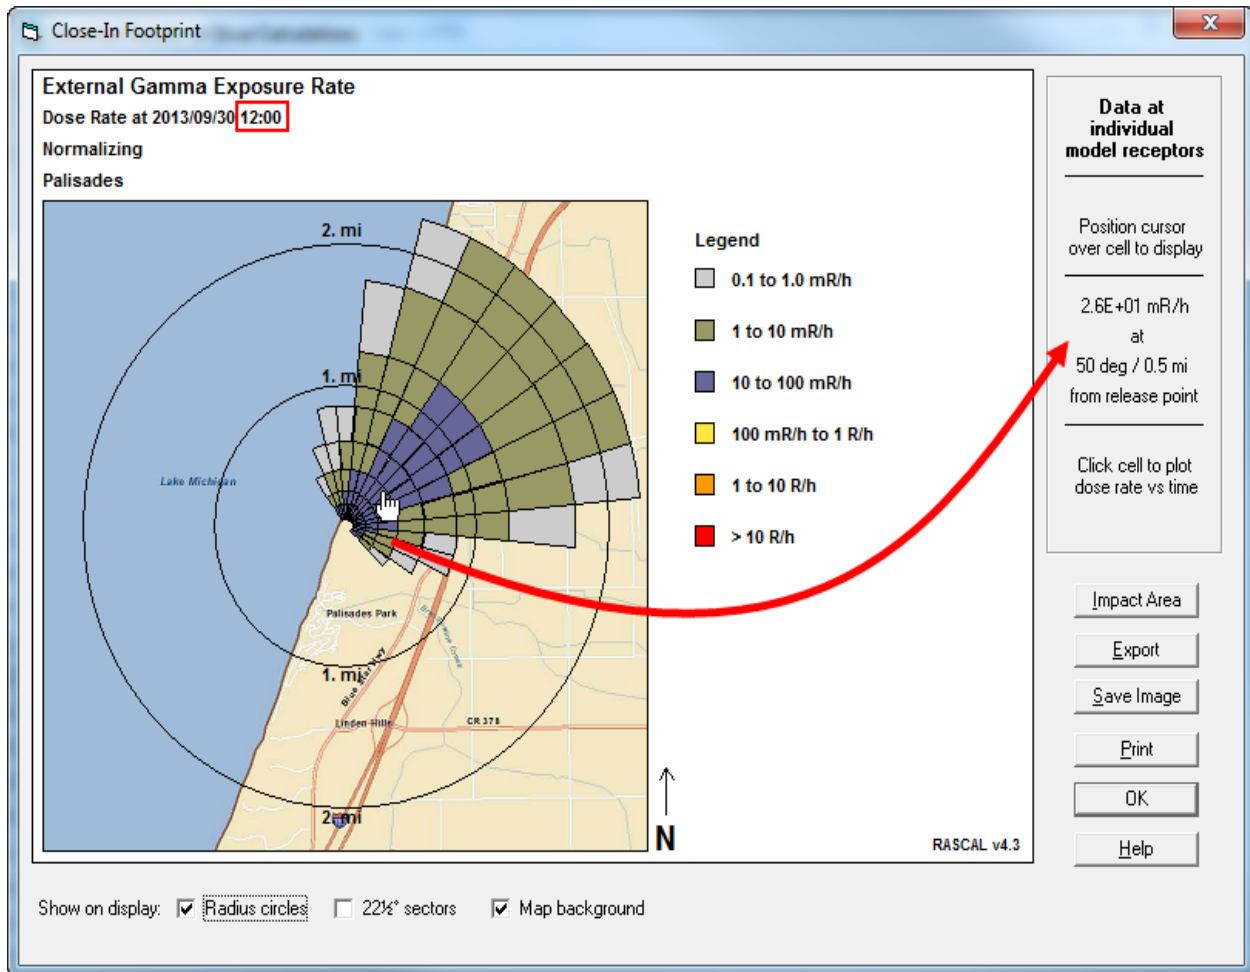 Close-In Footprint
External Gamma Exposure Rate
Dose Rate at 2013/09/30 12:00
Normalizing
Palisades
2. mi
1. mi
Lake Michigan
Palisades Park
1. mi
Blue Star Hwy
Linden Hills
CR 378
2. mi
N
Legend
0.1 to 1.0 mR/h
1 to 10 mR/h
10 to 100 mR/h
100 mR/h to 1 R/h
1 to 10 R/h
> 10 R/h
RASCAL v4.3
Data at
individual
model receptors
Position cursor
over cell to display
2.6E+01 mR/h
at
50 deg / 0.5 mi
from release point
Click cell to plot
dose rate vs time
Impact Area
Export
Save Image
Print
OK
Help
Show on display: Radius circles 22½° sectors Map background